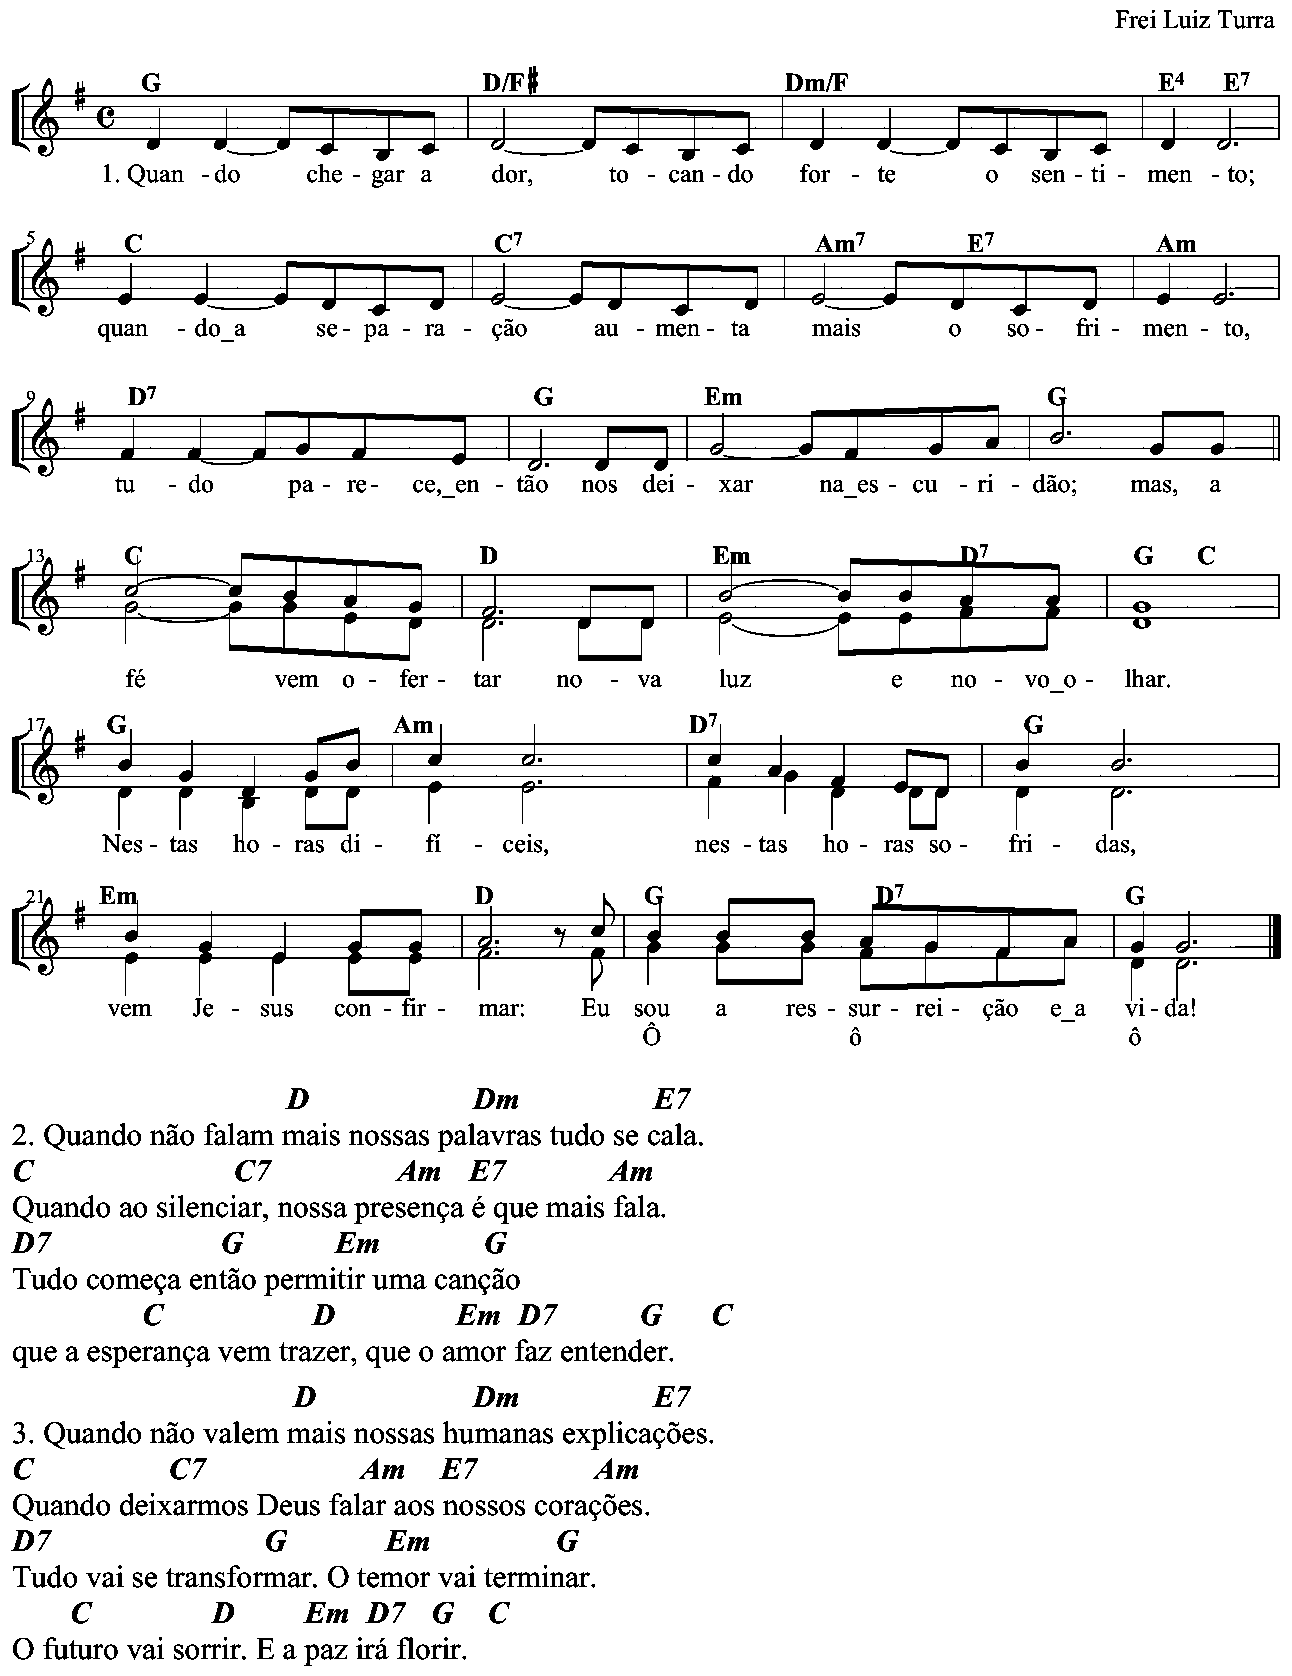 Frei Luiz Turra
G D/F# Dm/F E4 E7
1. Quan - do che - gar a dor, to - can - do for - te o sen - ti - men - to;
5 C C7 Am7 E7 Am
quan - do_a se - pa - ra - ção au - men - ta mais o so - fri - men - to,
9 D7 G Em G
tu - do pa - re - ce,_en - tão nos dei - xar na_es - cu - ri - dão; mas, a
13 C D Em D7 G C
fé vem o - fer - tar no - va luz e no - vo_o - lhar.
17 G Am D7 G
Nes - tas ho - ras di - fí - ceis, nes - tas ho - ras so - fri - das,
21 Em D G D7 G
vem Je - sus con - fir - mar: Eu sou a res - sur - rei - ção e_a vi - da!
Ô ô ô
D Dm E7
2. Quando não falam mais nossas palavras tudo se cala.
C C7 Am E7 Am
Quando ao silenciar, nossa presença é que mais fala.
D7 G Em G
Tudo começa então permitir uma canção
C D Em D7 G C
que a esperança vem trazer, que o amor faz entender.
D Dm E7
3. Quando não valem mais nossas humanas explicações.
C C7 Am E7 Am
Quando deixarmos Deus falar aos nossos corações.
D7 G Em G
Tudo vai se transformar. O temor vai terminar.
C D Em D7 G C
O futuro vai sorrir. E a paz irá florir.